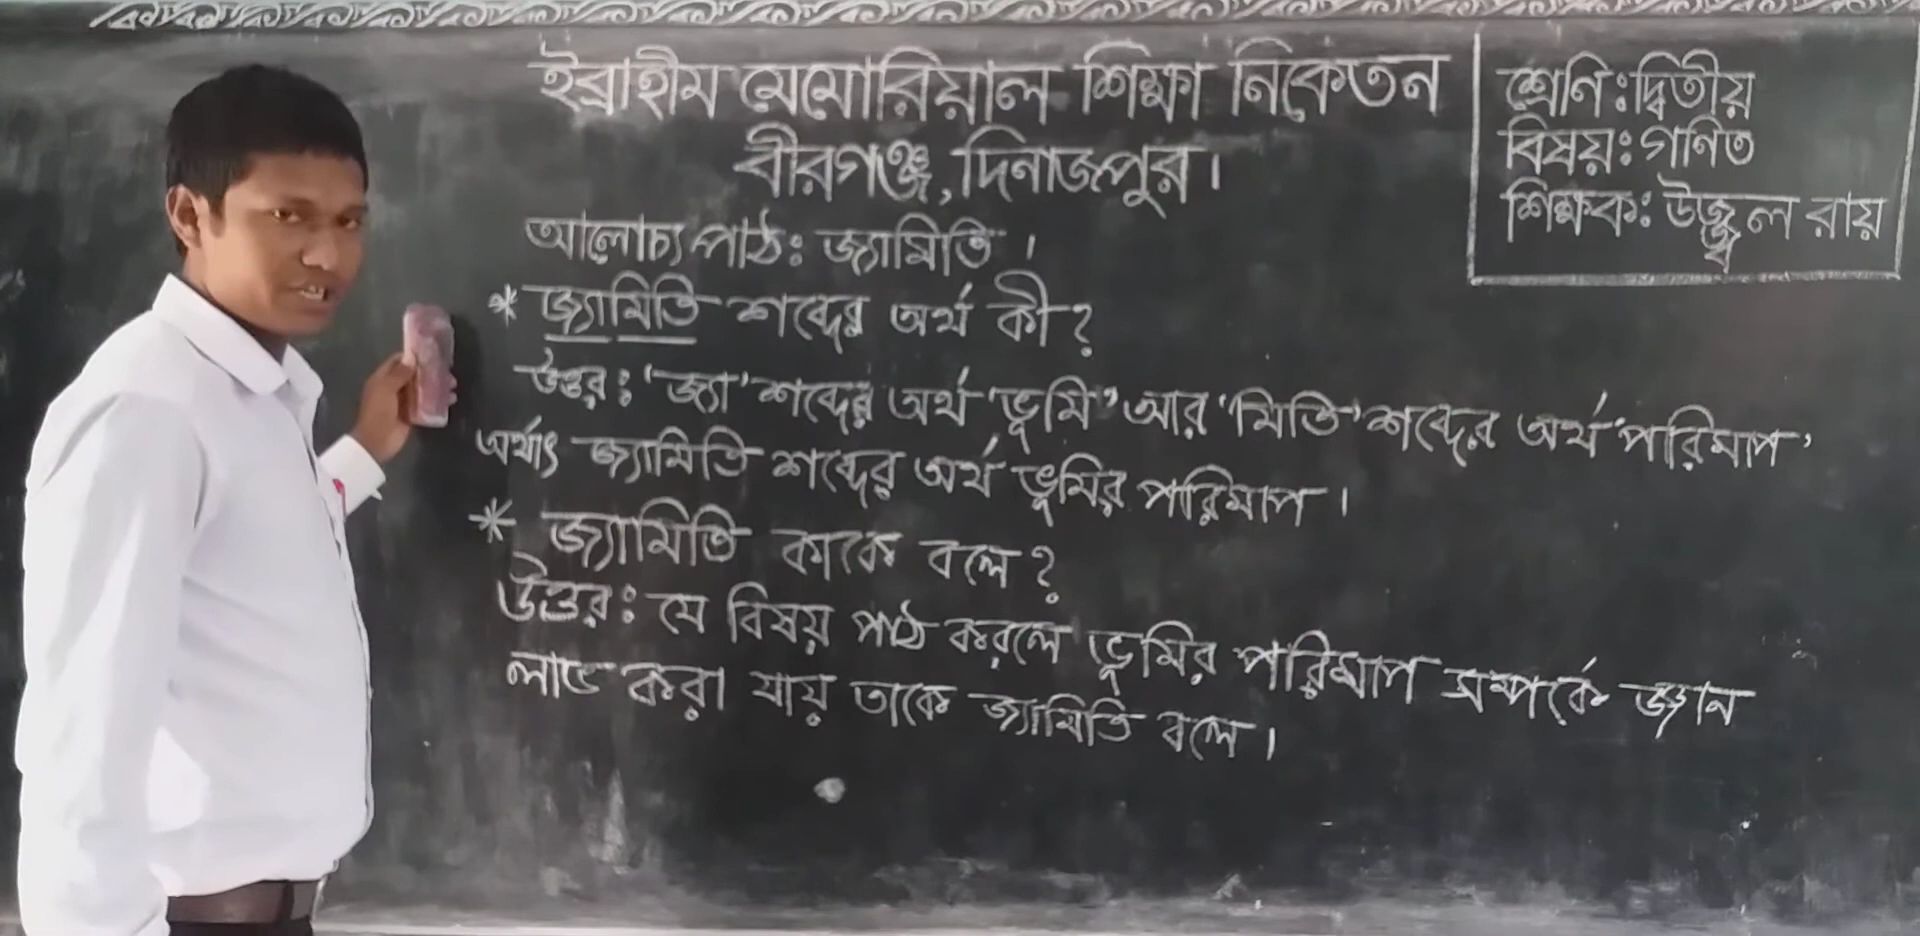 ইব্রাহীম মেমোরিয়াল শিক্ষা নিকেতন
বীরগঞ্জ, দিনাজপুর।
শ্রেণি: দ্বিতীয়
বিষয়: গণিত
শিক্ষক: উজ্জ্বল রায়
আলোচ্য পাঠ: জ্যামিতি।
* জ্যামিতি শব্দের অর্থ কী?
উত্তর: 'জ্যা' শব্দের অর্থ 'ভূমি' আর 'মিতি' শব্দের অর্থ 'পরিমাপ'
অর্থাৎ জ্যামিতি শব্দের অর্থ ভূমির পরিমাপ।
* জ্যামিতি কাকে বলে?
উত্তর: যে বিষয় পাঠ করলে ভূমির পরিমাপ সম্পর্কে জ্ঞান
লাভ করা যায় তাকে জ্যামিতি বলে।